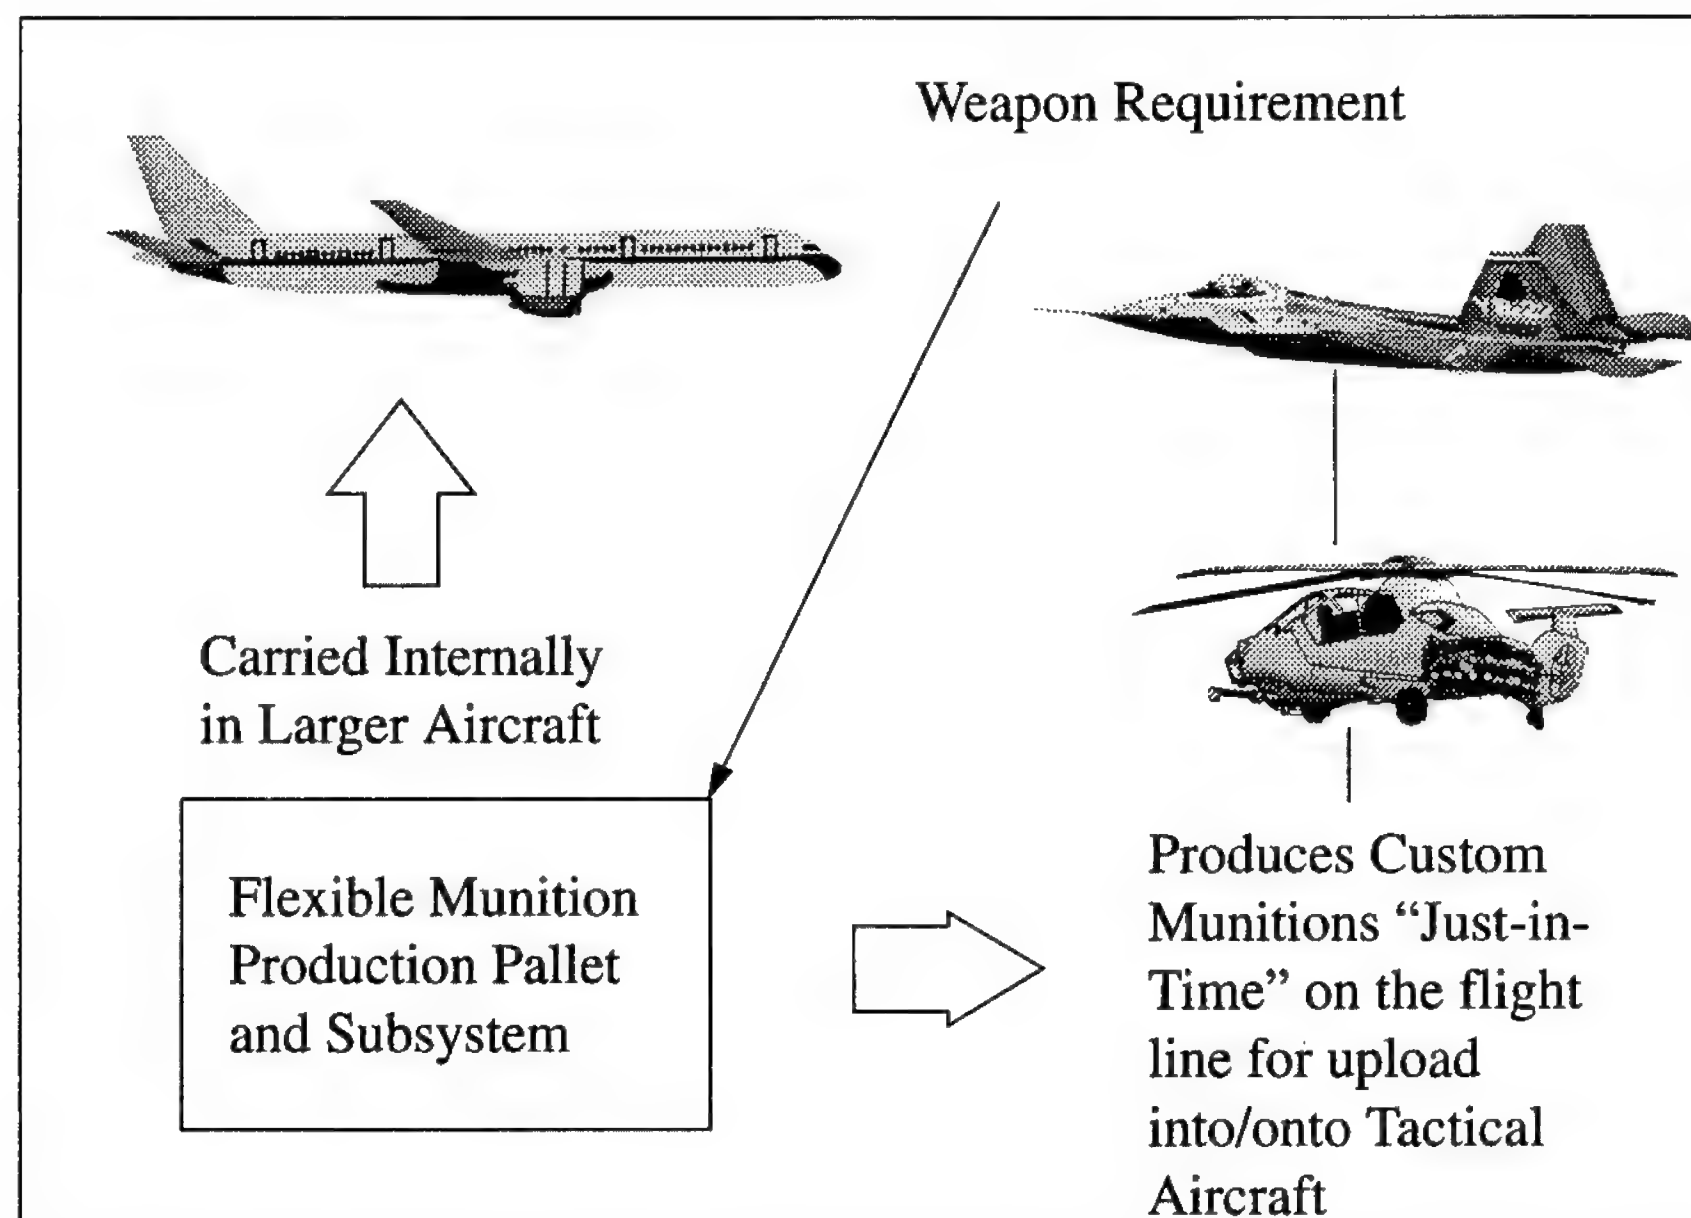 Weapon Requirement
Carried Internally
in Larger Aircraft
Flexible Munition
Production Pallet
and Subsystem
Produces Custom
Munitions “Just-in-
Time” on the flight
line for upload
into/onto Tactical
Aircraft